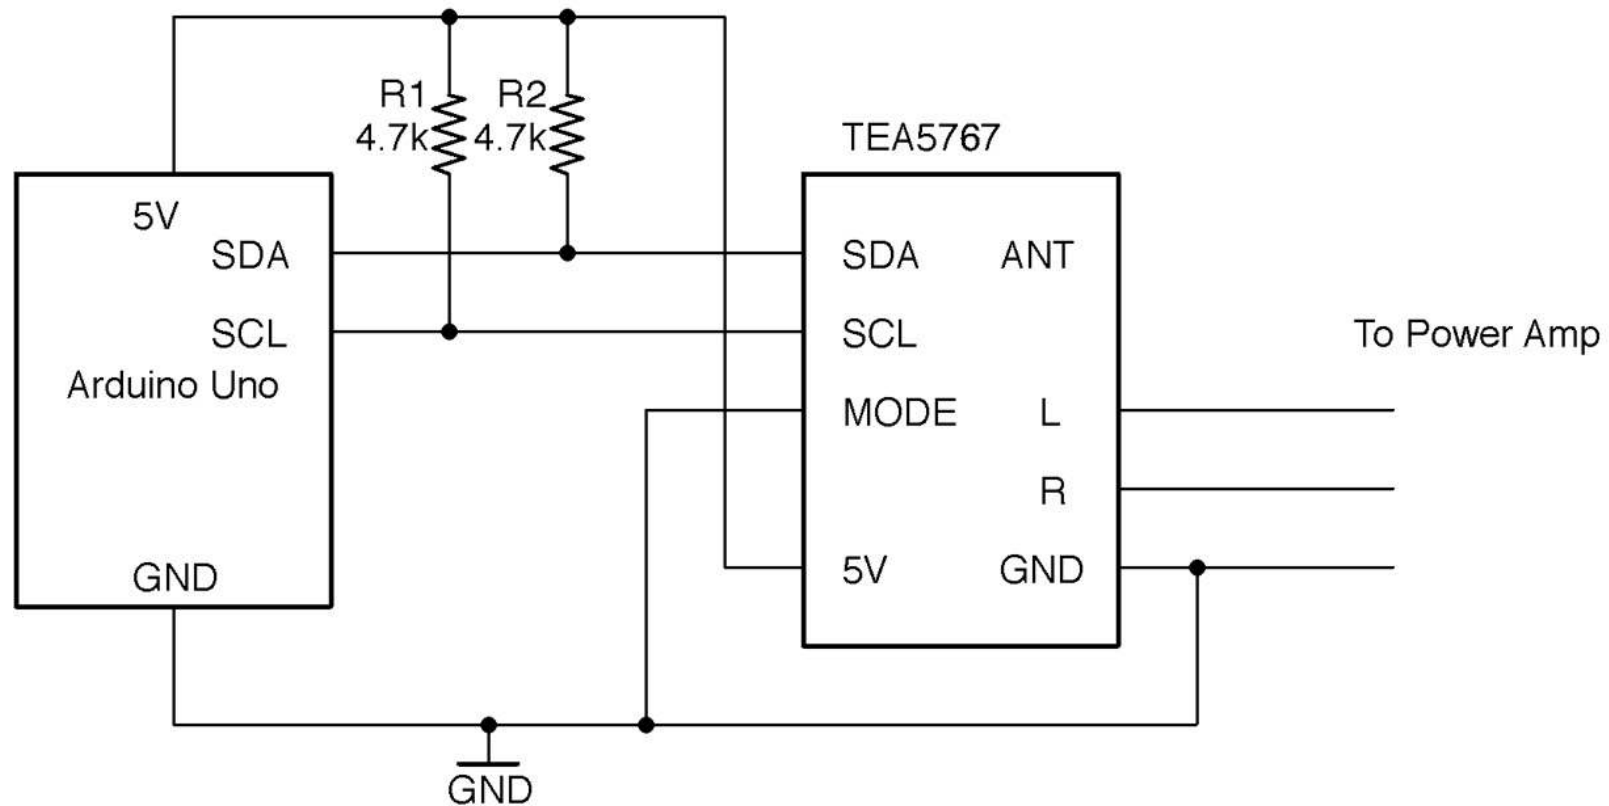 R1 R2
4.7k 4.7k
TEA5767
5V
SDA SDA ANT
SCL SCL To Power Amp
Arduino Uno
MODE L
R
5V GND
GND
GND